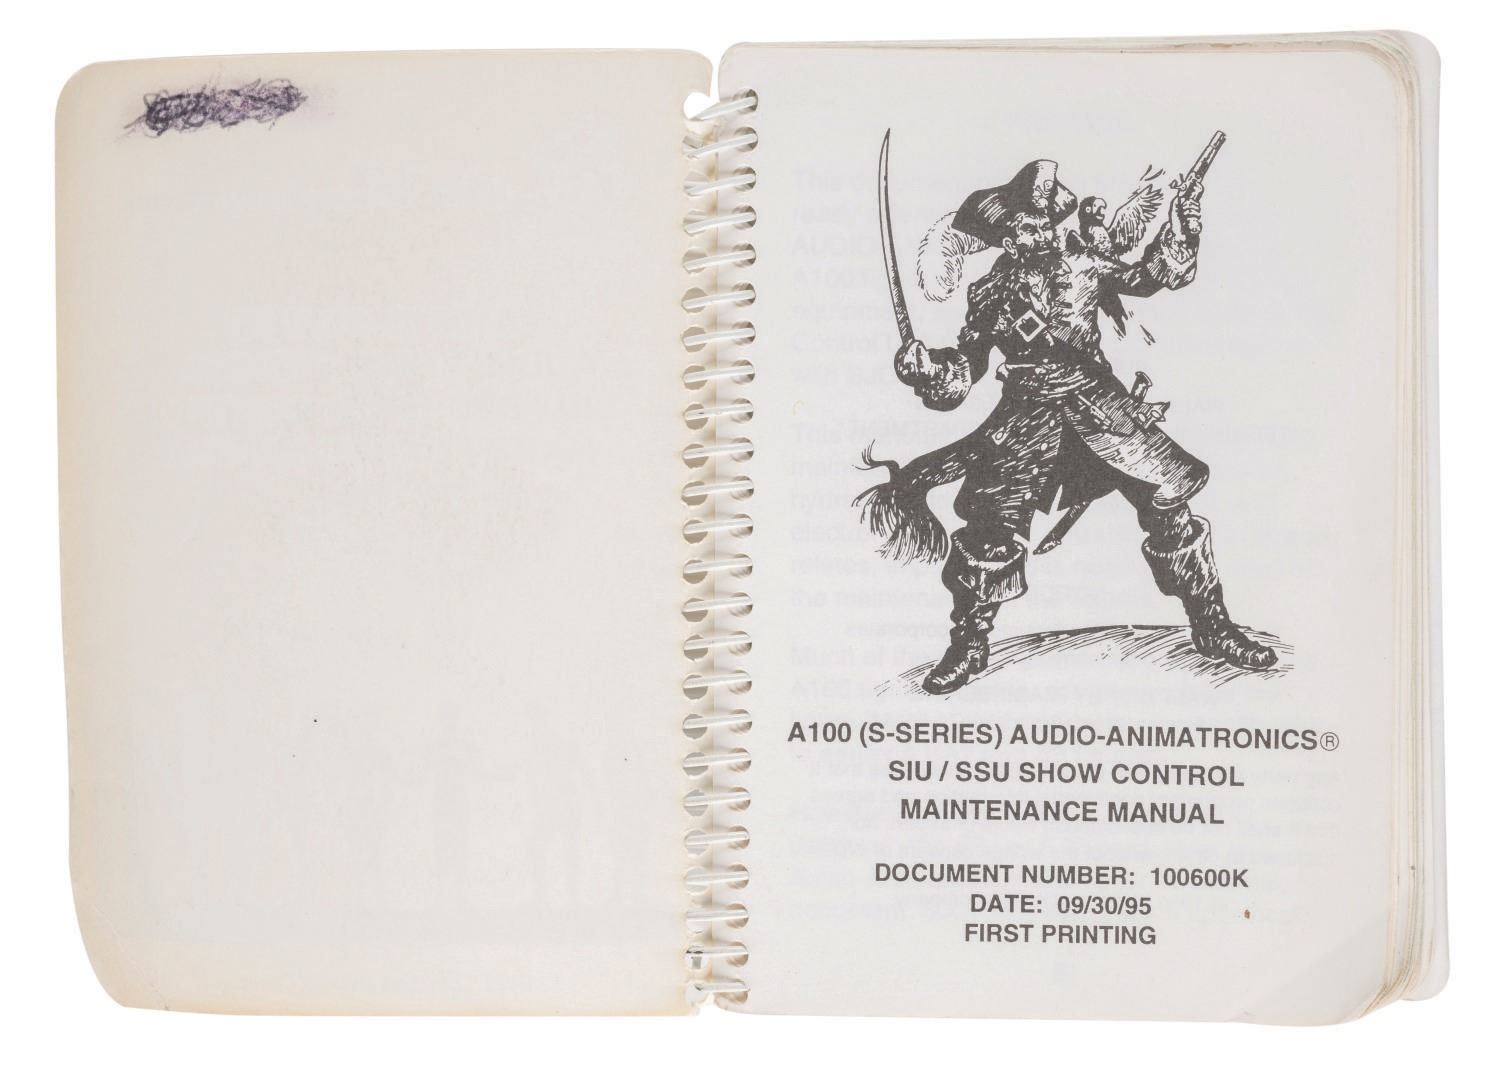 A100 (S-SERIES) AUDIO-ANIMATRONICS®
SIU / SSU SHOW CONTROL
MAINTENANCE MANUAL
DOCUMENT NUMBER: 100600K
DATE: 09/30/95
FIRST PRINTING